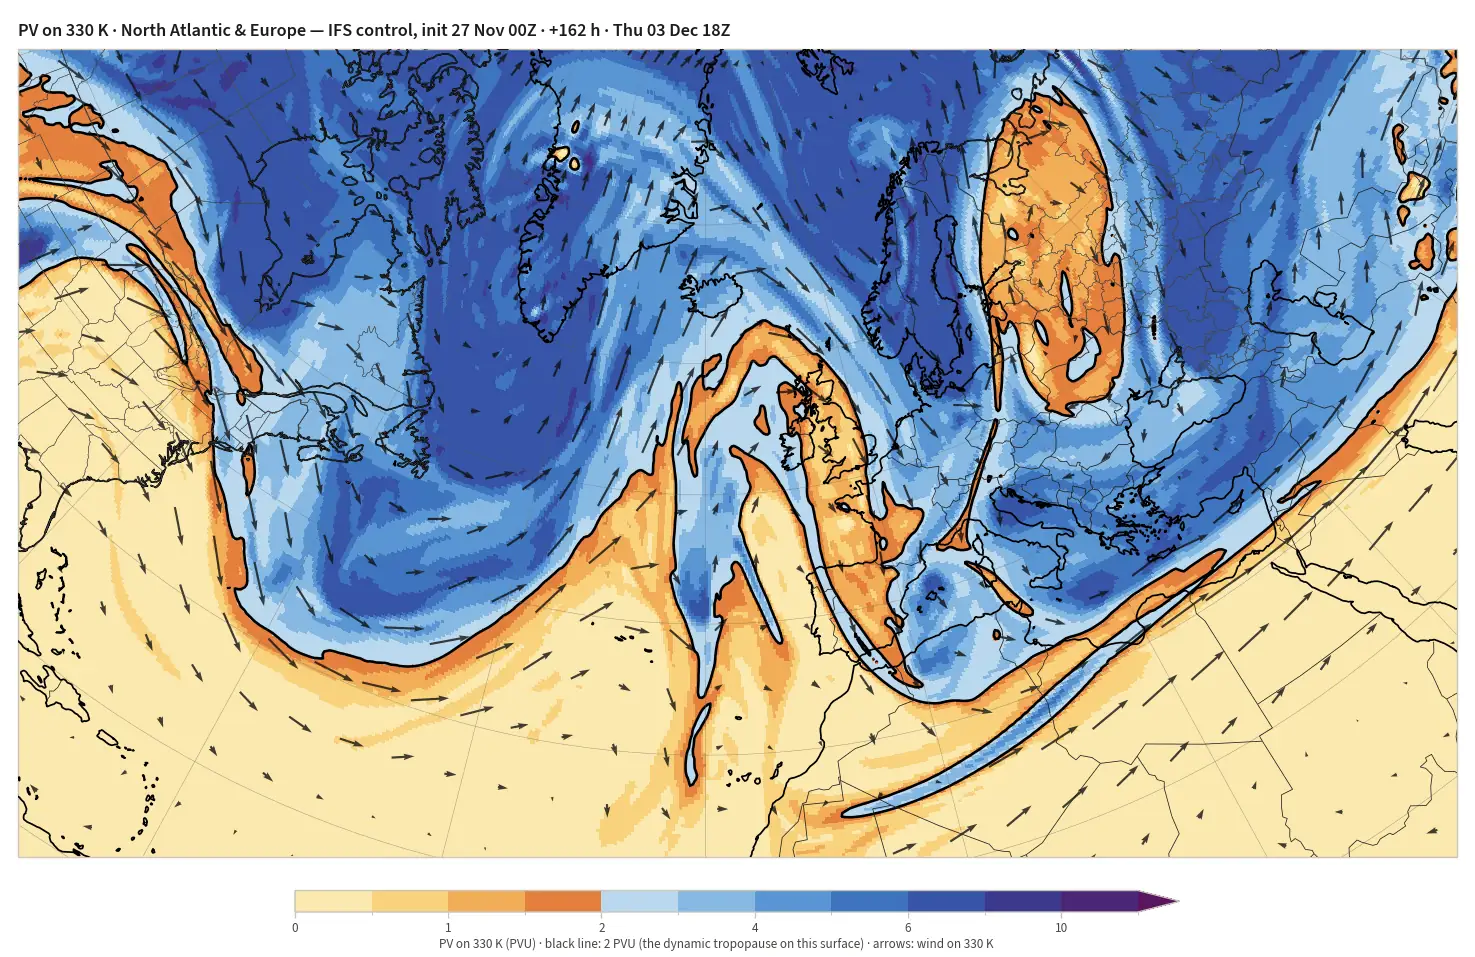 PV on 330 K · North Atlantic & Europe — IFS control, init 27 Nov 00Z · +162 h · Thu 03 Dec 18Z
0 1 2 4 6 10
PV on 330 K (PVU) · black line: 2 PVU (the dynamic tropopause on this surface) · arrows: wind on 330 K